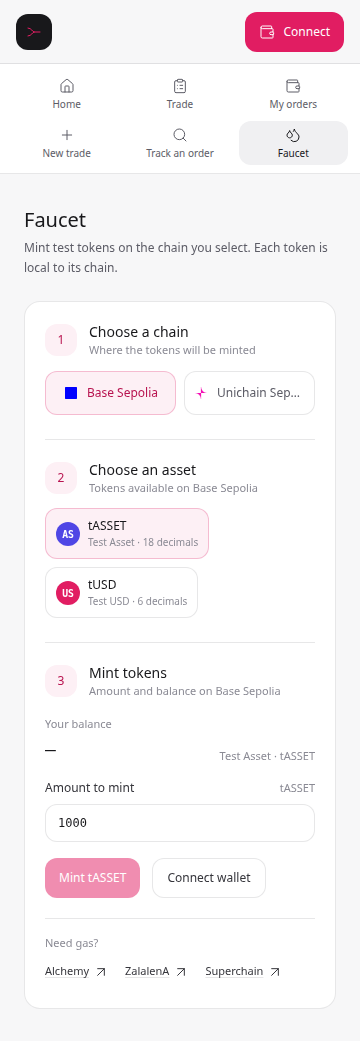 Connect
Home
Trade
My orders
New trade
Track an order
Faucet
Faucet
Mint test tokens on the chain you select. Each token is
local to its chain.
1
Choose a chain
Where the tokens will be minted
Base Sepolia
Unichain Sep...
2
Choose an asset
Tokens available on Base Sepolia
AS
tASSET
Test Asset · 18 decimals
US
tUSD
Test USD · 6 decimals
3
Mint tokens
Amount and balance on Base Sepolia
Your balance
—
Test Asset · tASSET
Amount to mint
tASSET
1000
Mint tASSET
Connect wallet
Need gas?
Alchemy
ZalalenA
Superchain